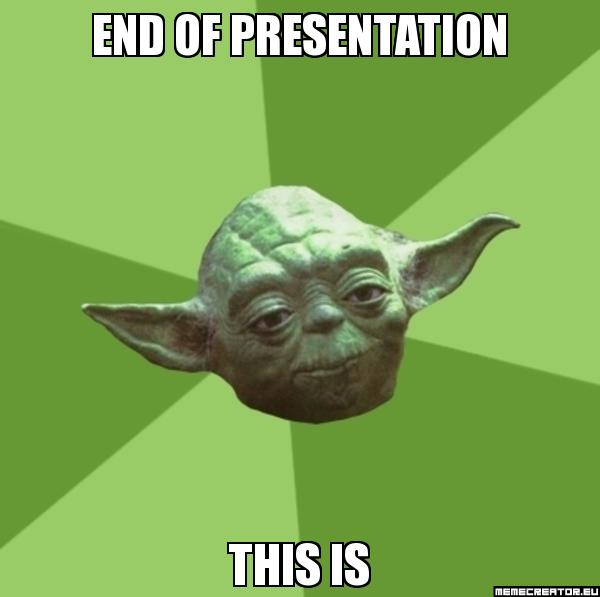 END OF PRESENTATION
THIS IS
MEMECREATOR.EU